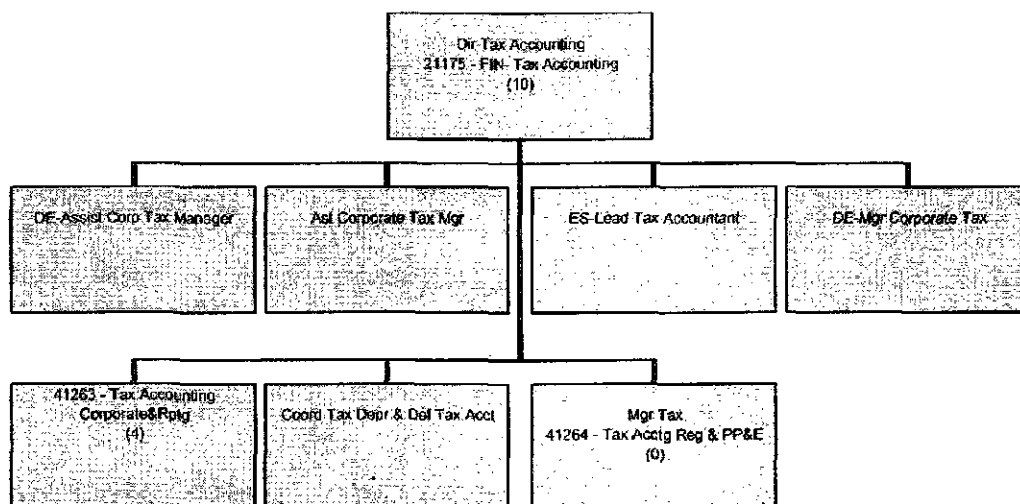 Dir Tax Accounting
21175 - FIN- Tax Accounting
(10)
DE-Assist Corp Tax Manager
Ast Corporate Tax Mgr
ES-Lead Tax Accountant
DE-Mgr Corporate Tax
41263 - Tax Accounting
Corporate&Rptg
(4)
Coord Tax Depr & Def Tax Acct
Mgr Tax
41264 - Tax Acctg Reg & PP&E
(0)